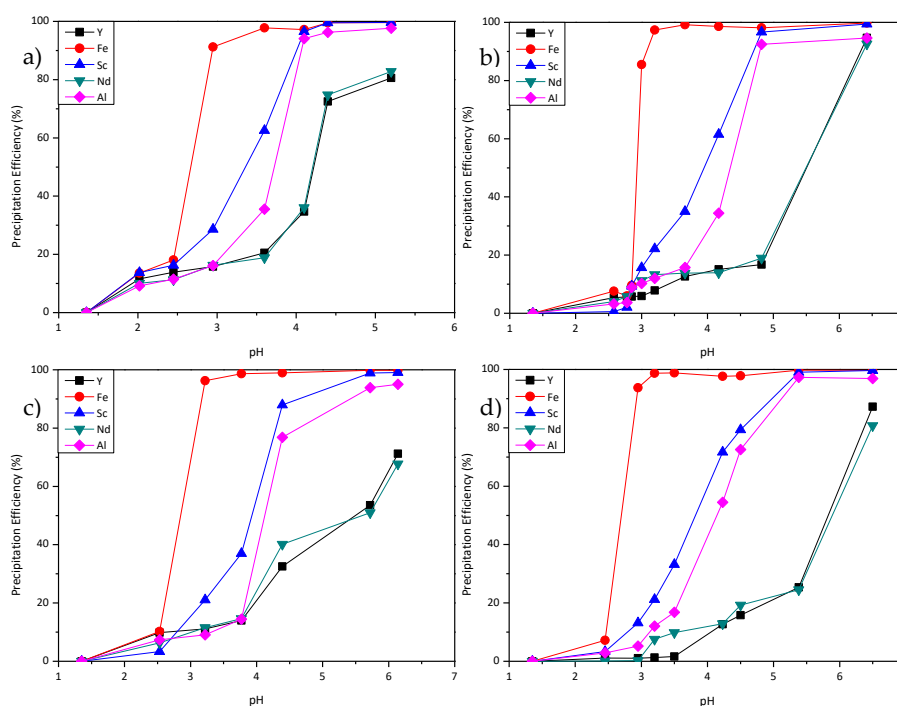 a)
Y
Fe
Sc
Nd
Al
Precipitation Efficiency (%)
100
80
60
40
20
0
1 2 3 4 5 6
pH
b)
Y
Fe
Sc
Nd
Al
Precipitation Efficiency (%)
100
80
60
40
20
0
1 2 3 4 5 6
pH
c)
Y
Fe
Sc
Nd
Al
Precipitation Efficiency (%)
100
80
60
40
20
0
1 2 3 4 5 6 7
pH
d)
Y
Fe
Sc
Nd
Al
Precipitation Efficiency (%)
100
80
60
40
20
0
1 2 3 4 5 6
pH